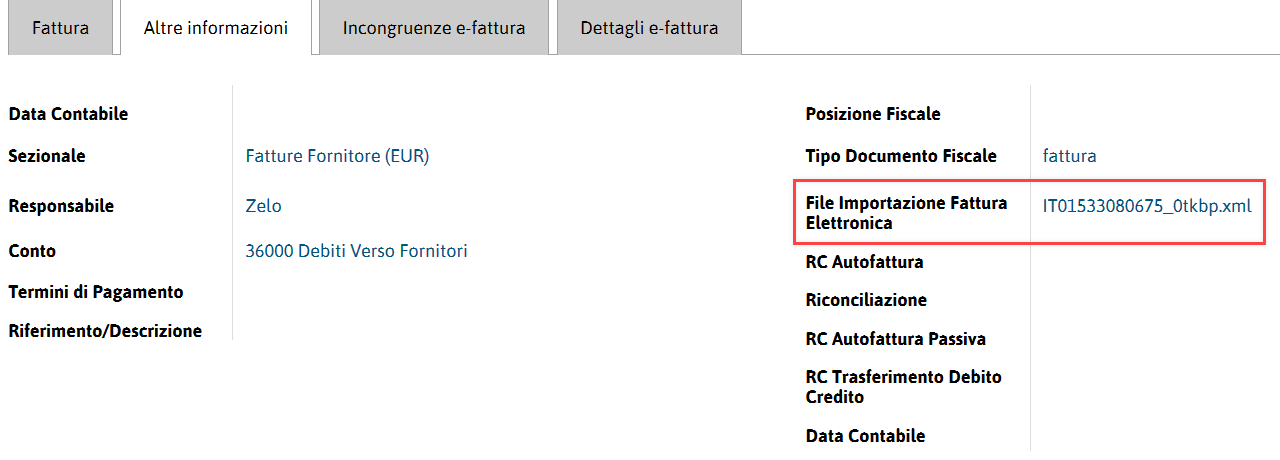 Fattura
Altre informazioni
Incongruenze e-fattura
Dettagli e-fattura
Data Contabile
Sezionale
Fatture Fornitore (EUR)
Responsabile
Zelo
Conto
36000 Debiti Verso Fornitori
Termini di Pagamento
Riferimento/Descrizione
Posizione Fiscale
Tipo Documento Fiscale
fattura
File Importazione Fattura
Elettronica
IT01533080675_0tkbp.xml
RC Autofattura
Riconciliazione
RC Autofattura Passiva
RC Trasferimento Debito
Credito
Data Contabile